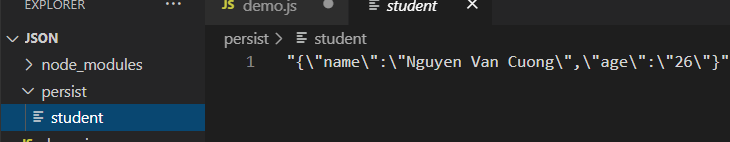 EXPLORER
JS demo.js
student
JSON
persist > student
node_modules
1 "{\"name\":\"Nguyen Van Cuong\",\"age\":\"26\"}"
persist
student